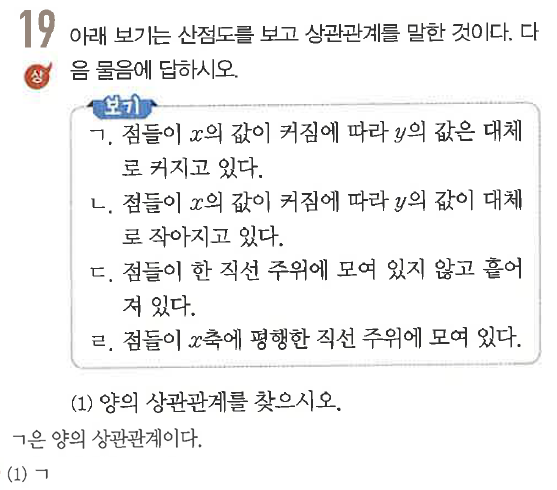 19 아래 보기는 산점도를 보고 상관관계를 말한 것이다. 다
상 음 물음에 답하시오.
보기
ㄱ. 점들이 x의 값이 커짐에 따라 y의 값은 대체
로 커지고 있다.
ㄴ. 점들이 x의 값이 커짐에 따라 y의 값이 대체
로 작아지고 있다.
ㄷ. 점들이 한 직선 주위에 모여 있지 않고 흩어
져 있다.
ㄹ. 점들이 x축에 평행한 직선 주위에 모여 있다.
(1) 양의 상관관계를 찾으시오.
ㄱ은 양의 상관관계이다.
(1) ㄱ